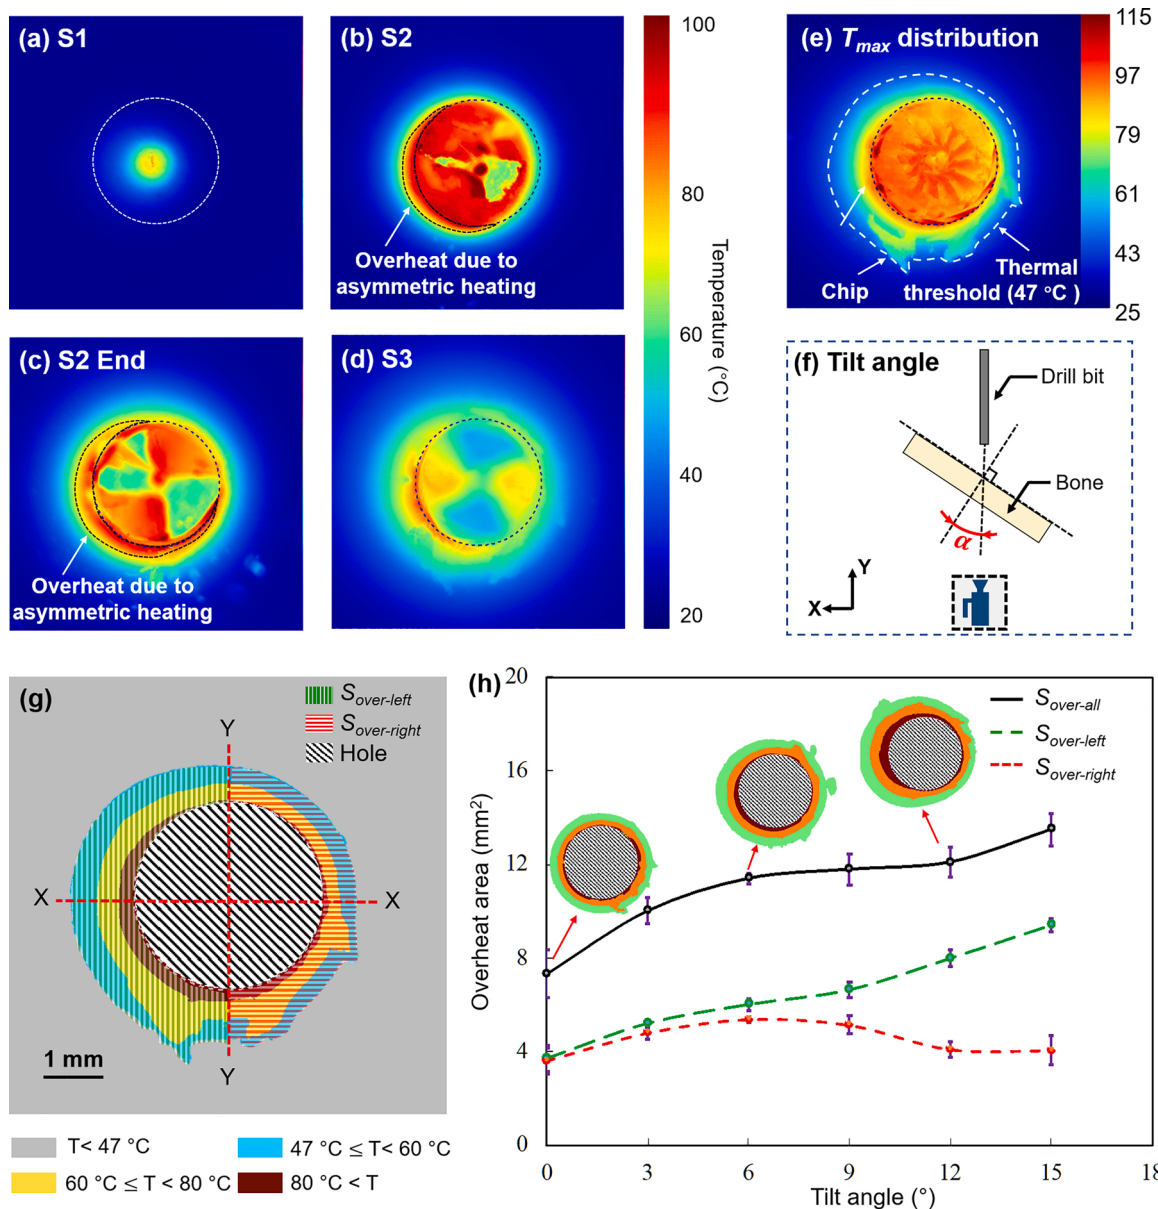 (a) S1
(b) S2
Overheat due to
asymmetric heating
100
80
60
40
20
Temperature (°C)
(c) S2 End
Overheat due to
asymmetric heating
(d) S3
(e) Tmax distribution
Chip
Thermal
threshold (47 °C )
115
97
79
61
43
25
(f) Tilt angle
Drill bit
Bone
α
Y
X
(g)
Sover-left
Sover-right
Hole
Y
X
X
Y
1 mm
T< 47 °C
47 °C ≤ T< 60 °C
60 °C ≤ T < 80 °C
80 °C < T
(h)
Sover-all
Sover-left
Sover-right
Overheat area (mm²)
20
16
12
8
4
0
0 3 6 9 12 15 18
Tilt angle (°)